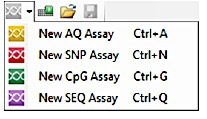 New AQ Assay Ctrl+A
New SNP Assay Ctrl+N
New CpG Assay Ctrl+G
New SEQ Assay Ctrl+Q